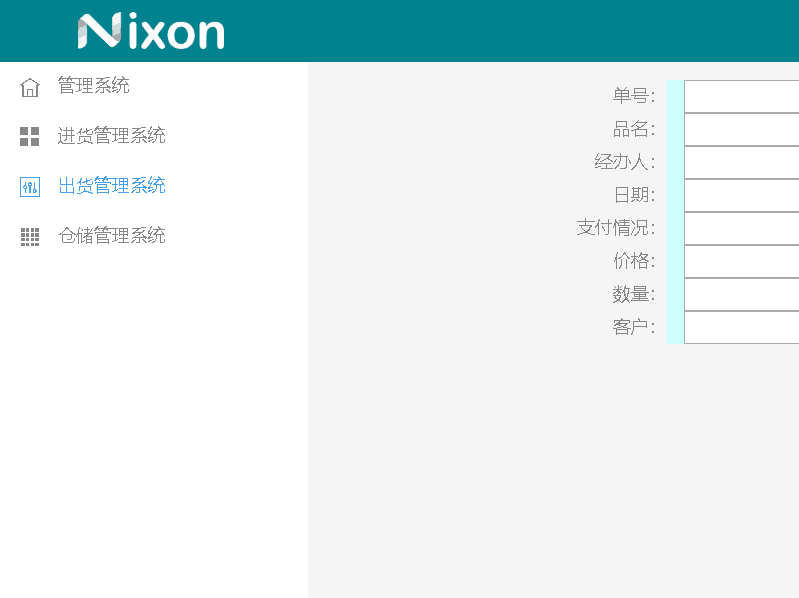 Nixon
管理系统
进货管理系统
出货管理系统
仓储管理系统
单号：
品名：
经办人：
日期：
支付情况：
价格：
数量：
客户：